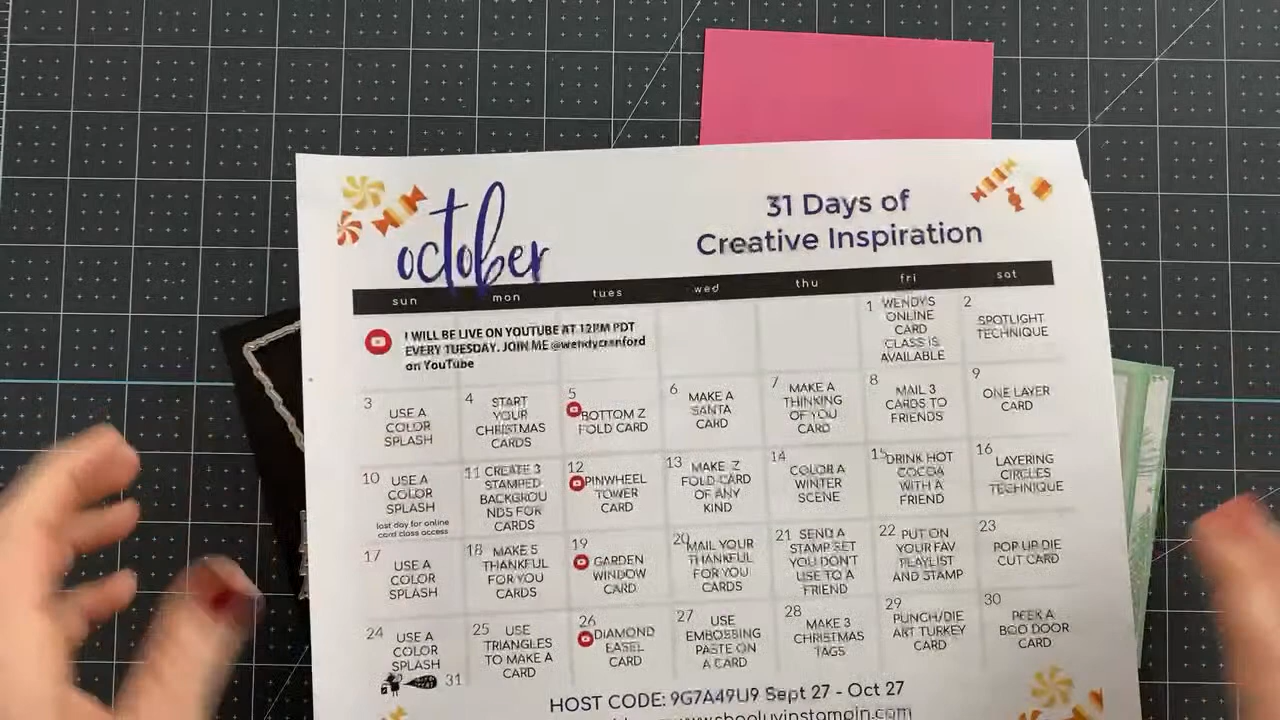 october
31 Days of
Creative Inspiration
sun mon tues wed thu fri sat
I WILL BE LIVE ON YOUTUBE AT 12PM PDT
EVERY TUESDAY. JOIN ME @wendycranford
on YouTube
1 WENDY'S
ONLINE
CARD
CLASS IS
AVAILABLE
2
SPOTLIGHT
TECHNIQUE
3
USE A
COLOR
SPLASH
4 START
YOUR
CHRISTMAS
CARDS
5
BOTTOM Z
FOLD CARD
6
MAKE A
SANTA
CARD
7 MAKE A
THINKING
OF YOU
CARD
8
MAIL 3
CARDS TO
FRIENDS
9
ONE LAYER
CARD
10
USE A
COLOR
SPLASH
last day for online
card class access
11 CREATE 3
STAMPED
BACKGROU
NDS FOR
CARDS
12
PINWHEEL
TOWER
CARD
13 MAKE Z
FOLD CARD
OF ANY
KIND
14
COLOR A
WINTER
SCENE
15 DRINK HOT
COCOA
WITH A
FRIEND
16
LAYERING
CIRCLES
TECHNIQUE
17
USE A
COLOR
SPLASH
18 MAKE 5
THANKFUL
FOR YOU
CARDS
19
GARDEN
WINDOW
CARD
20 MAIL YOUR
THANKFUL
FOR YOU
CARDS
21 SEND A
STAMP SET
YOU DON'T
USE TO A
FRIEND
22 PUT ON
YOUR FAV
PLAYLIST
AND STAMP
23
POP UP DIE
CUT CARD
24
USE A
COLOR
SPLASH
31
25 USE
TRIANGLES
TO MAKE A
CARD
26
DIAMOND
EASEL
CARD
27 USE
EMBOSSING
PASTE ON
A CARD
28
MAKE 3
CHRISTMAS
TAGS
29
PUNCH/DIE
ART TURKEY
CARD
30
PEEK A
BOO DOOR
CARD
HOST CODE: 9G7A49U9 Sept 27 - Oct 27